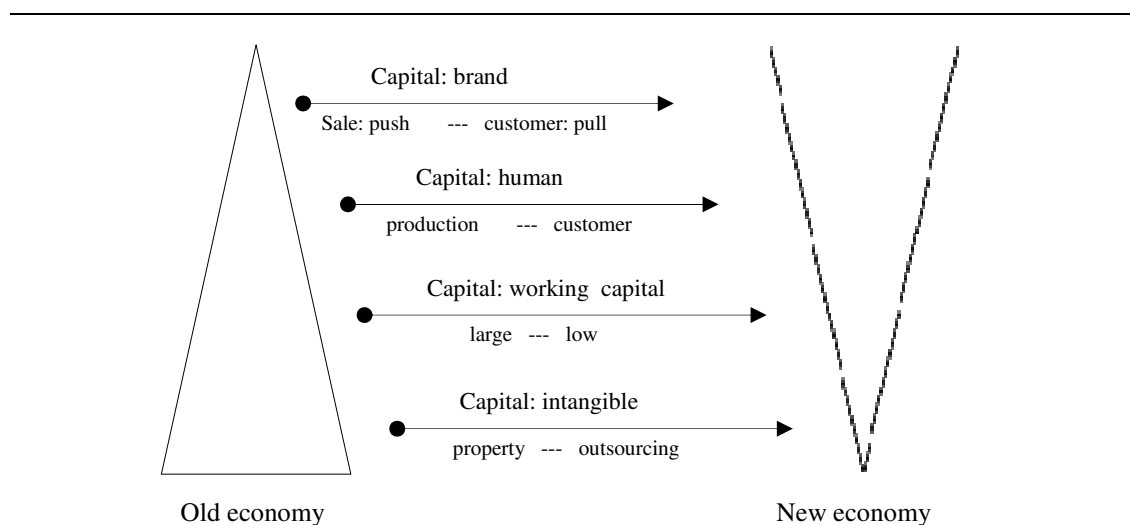 Capital: brand
Sale: push --- customer: pull
Capital: human
production --- customer
Capital: working capital
large --- low
Capital: intangible
property --- outsourcing
Old economy
New economy